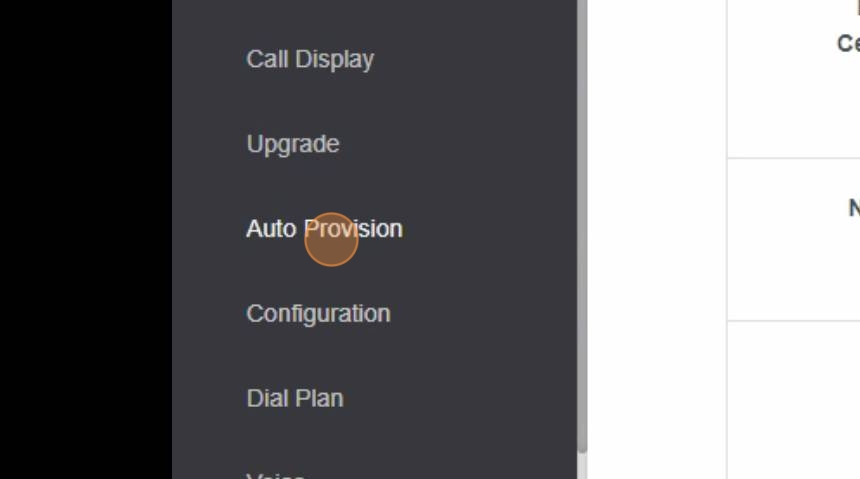 Call Display
Upgrade
Auto Provision
Configuration
Dial Plan